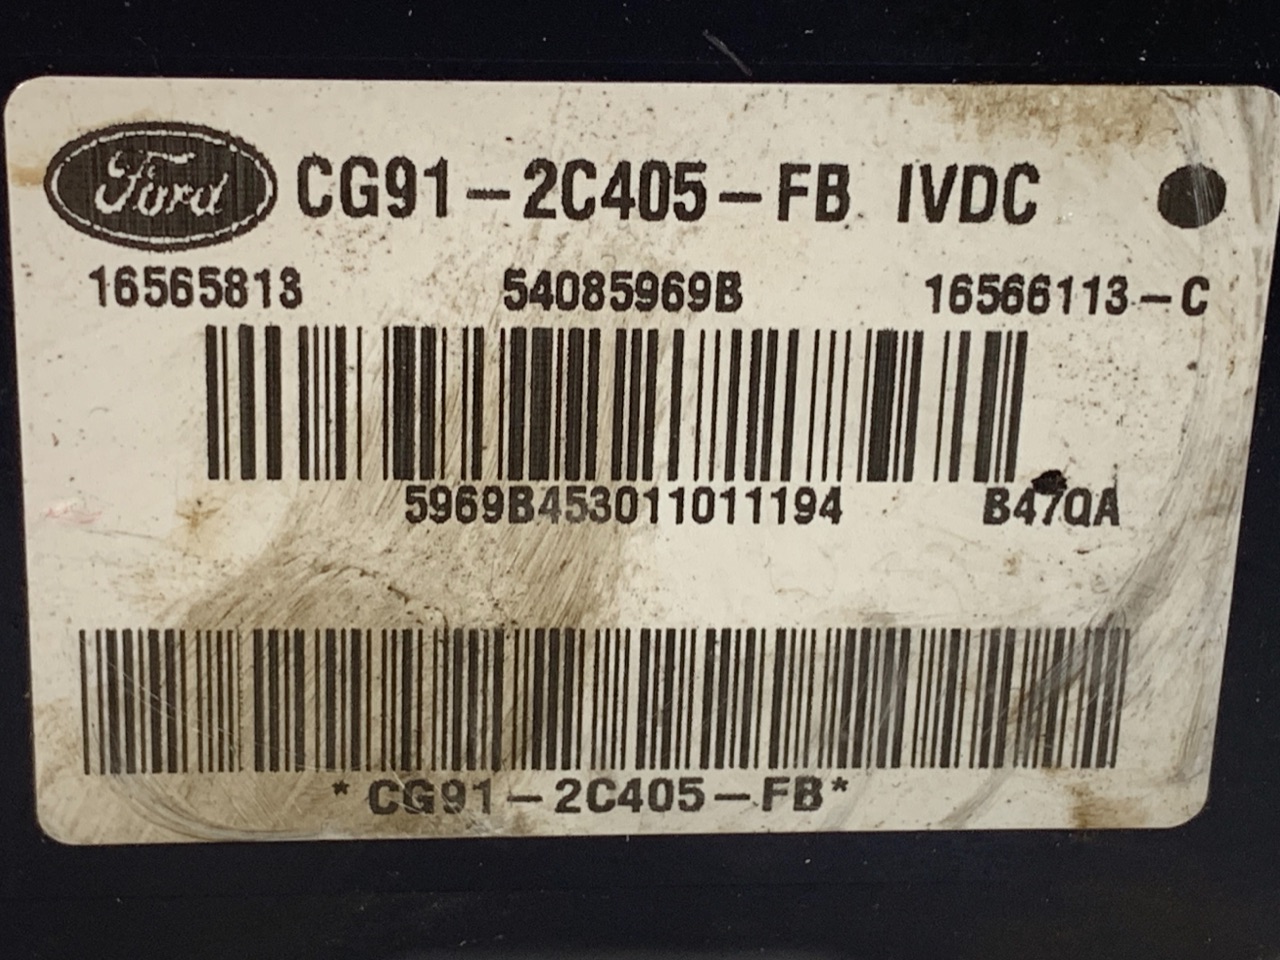 Ford CG91-2C405-FB IVDC
16565813 54085969B 16566113-C
5969B453011011194 B47QA
*CG91-2C405-FB*